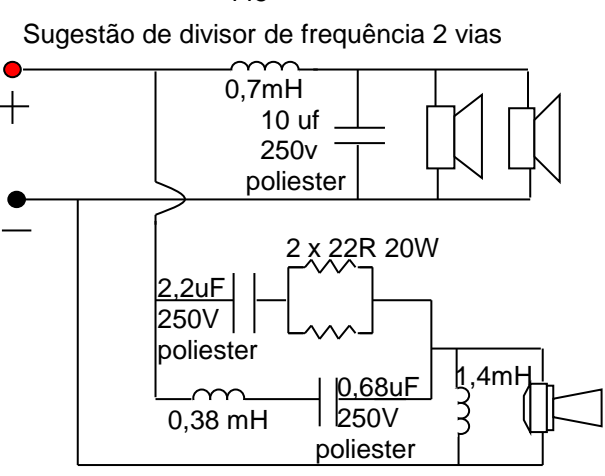 Sugestão de divisor de frequência 2 vias
0,7mH
+
10 uf
250v
poliester
—
2 x 22R 20W
2,2uF
250V
poliester
0,68uF
250V
poliester
1,4mH
0,38 mH